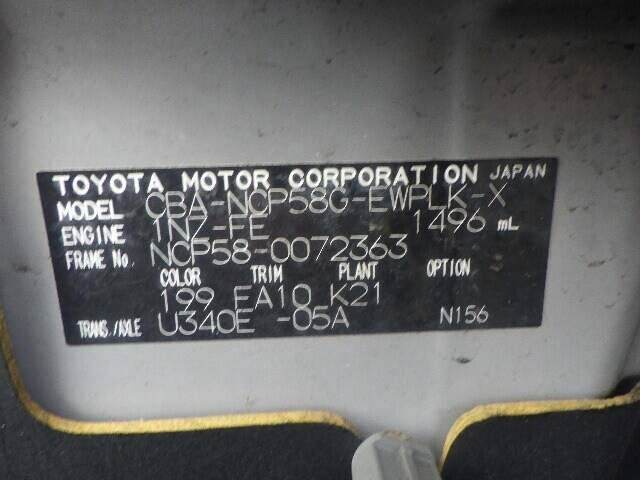 TOYOTA MOTOR CORPORATION JAPAN
MODEL CBA-NCP58G-EWPLK-X
ENGINE 1NZ-FE 1496 mL
FRAME No. NCP58-0072363
COLOR TRIM PLANT OPTION
199 FA10 K21
TRANS./AXLE U340E -05A N156